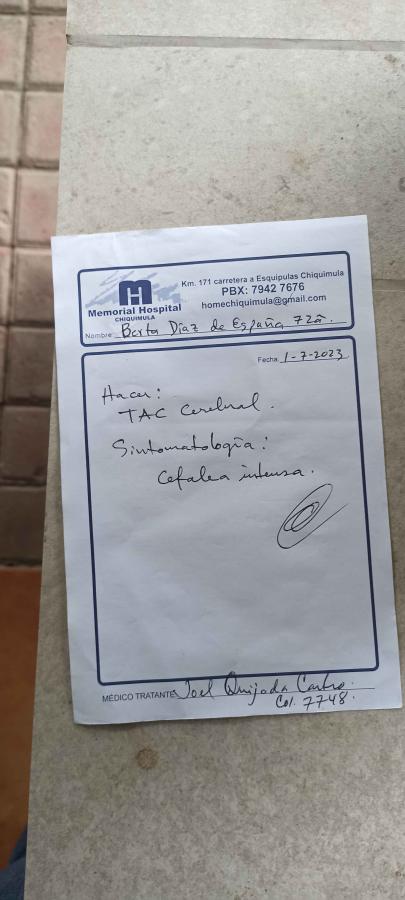 Km. 171 carretera a Esquipulas Chiquimula
PBX: 7942 7676
homechiquimula@gmail.com
Memorial Hospital
CHIQUIMULA
Nombre: Berta Díaz de España 72a.
Fecha: 1-7-2023
Hacer:
TAC Cerebral.
Sintomatología:
Cefalea intensa.
MÉDICO TRATANTE Joel Quijada Castro.
Col. 7748.